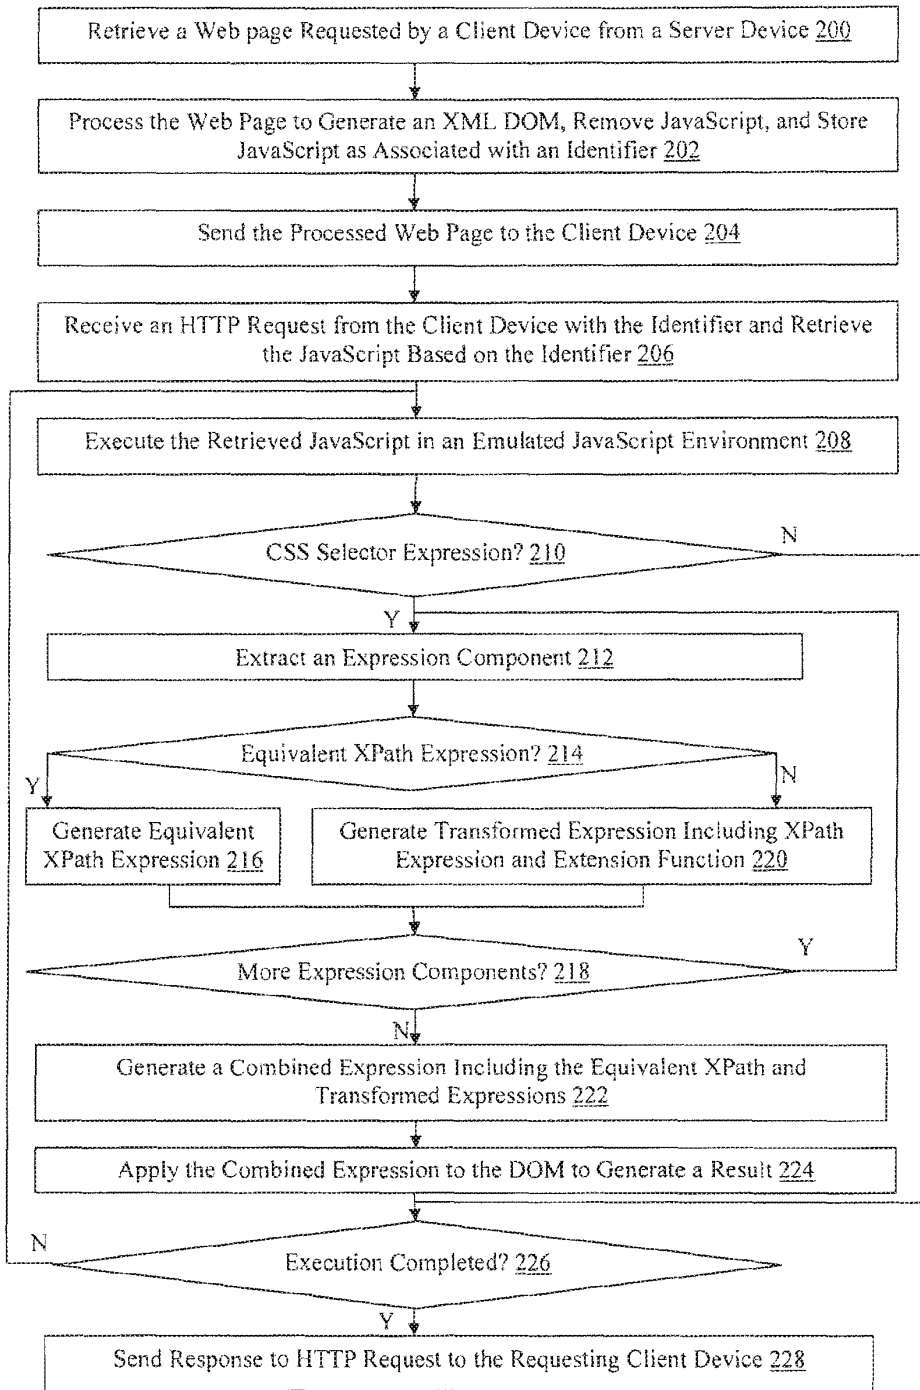 Retrieve a Web page Requested by a Client Device from a Server Device 200
Process the Web Page to Generate an XML DOM, Remove JavaScript, and Store
JavaScript as Associated with an Identifier 202
Send the Processed Web Page to the Client Device 204
Receive an HTTP Request from the Client Device with the Identifier and Retrieve
the JavaScript Based on the Identifier 206
Execute the Retrieved JavaScript in an Emulated JavaScript Environment 208
N
CSS Selector Expression? 210
Y
Extract an Expression Component 212
Equivalent XPath Expression? 214
Y
N
Generate Equivalent
XPath Expression 216
Generate Transformed Expression Including XPath
Expression and Extension Function 220
Y
More Expression Components? 218
N
Generate a Combined Expression Including the Equivalent XPath and
Transformed Expressions 222
Apply the Combined Expression to the DOM to Generate a Result 224
N
Execution Completed? 226
Y
Send Response to HTTP Request to the Requesting Client Device 228